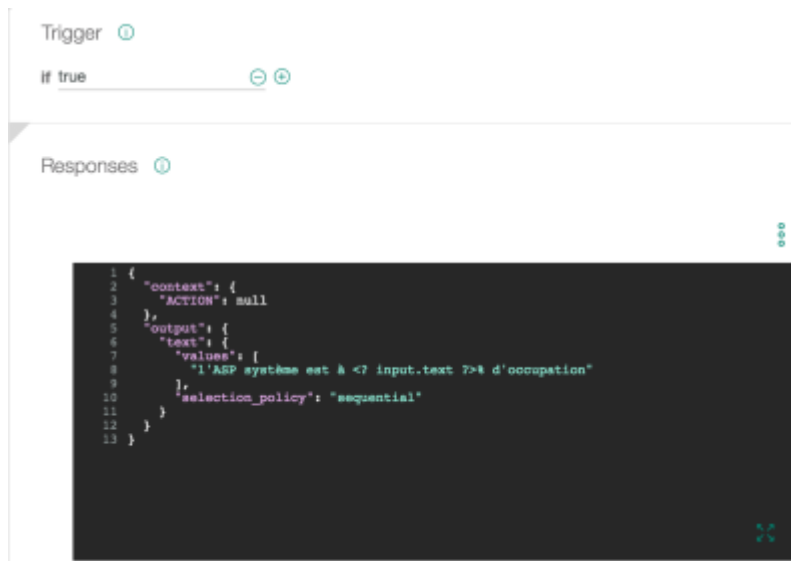 Trigger
if true
Responses
1 {
2 "context": {
3 "ACTION": null
4 },
5 "output": {
6 "text": {
7 "values": [
8 "l'ASP système est à <? input.text ?>% d'occupation"
9 ],
10 "selection_policy": "sequential"
11 }
12 }
13 }